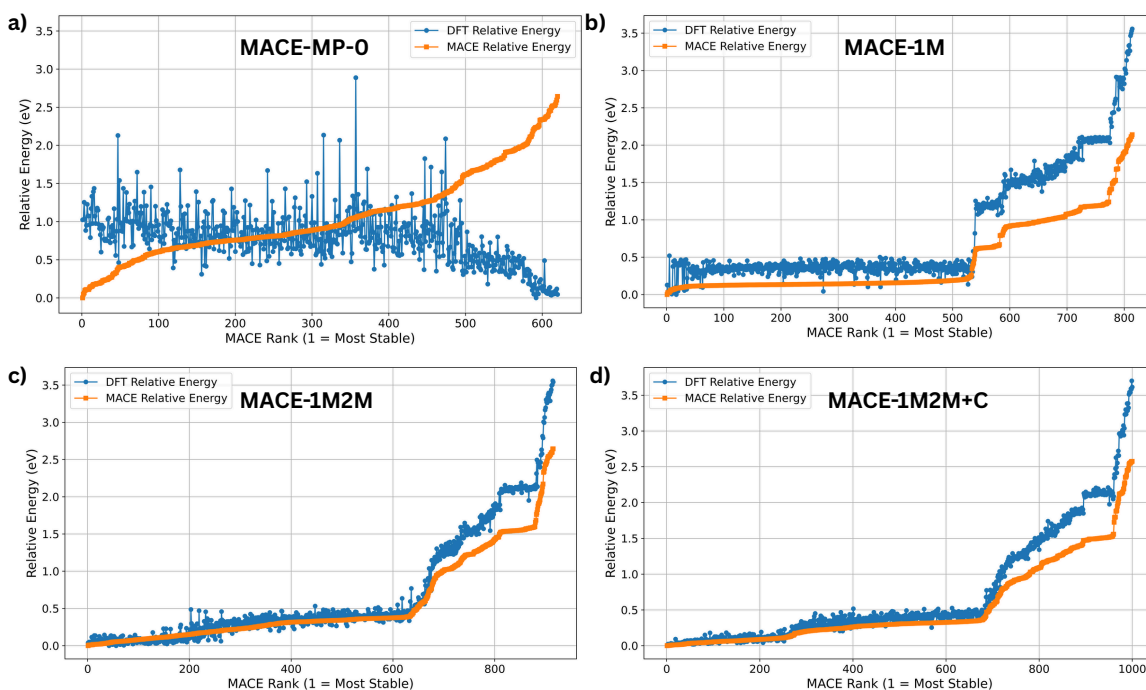 a)
MACE-MP-0
DFT Relative Energy
MACE Relative Energy
Relative Energy (eV)
3.5
3.0
2.5
2.0
1.5
1.0
0.5
0.0
0 100 200 300 400 500 600
MACE Rank (1 = Most Stable)
b)
MACE-1M
DFT Relative Energy
MACE Relative Energy
Relative Energy (eV)
3.5
3.0
2.5
2.0
1.5
1.0
0.5
0.0
0 100 200 300 400 500 600 700 800
MACE Rank (1 = Most Stable)
c)
MACE-1M2M
DFT Relative Energy
MACE Relative Energy
Relative Energy (eV)
3.5
3.0
2.5
2.0
1.5
1.0
0.5
0.0
0 200 400 600 800
MACE Rank (1 = Most Stable)
d)
MACE-1M2M+C
DFT Relative Energy
MACE Relative Energy
Relative Energy (eV)
3.5
3.0
2.5
2.0
1.5
1.0
0.5
0.0
0 200 400 600 800 1000
MACE Rank (1 = Most Stable)